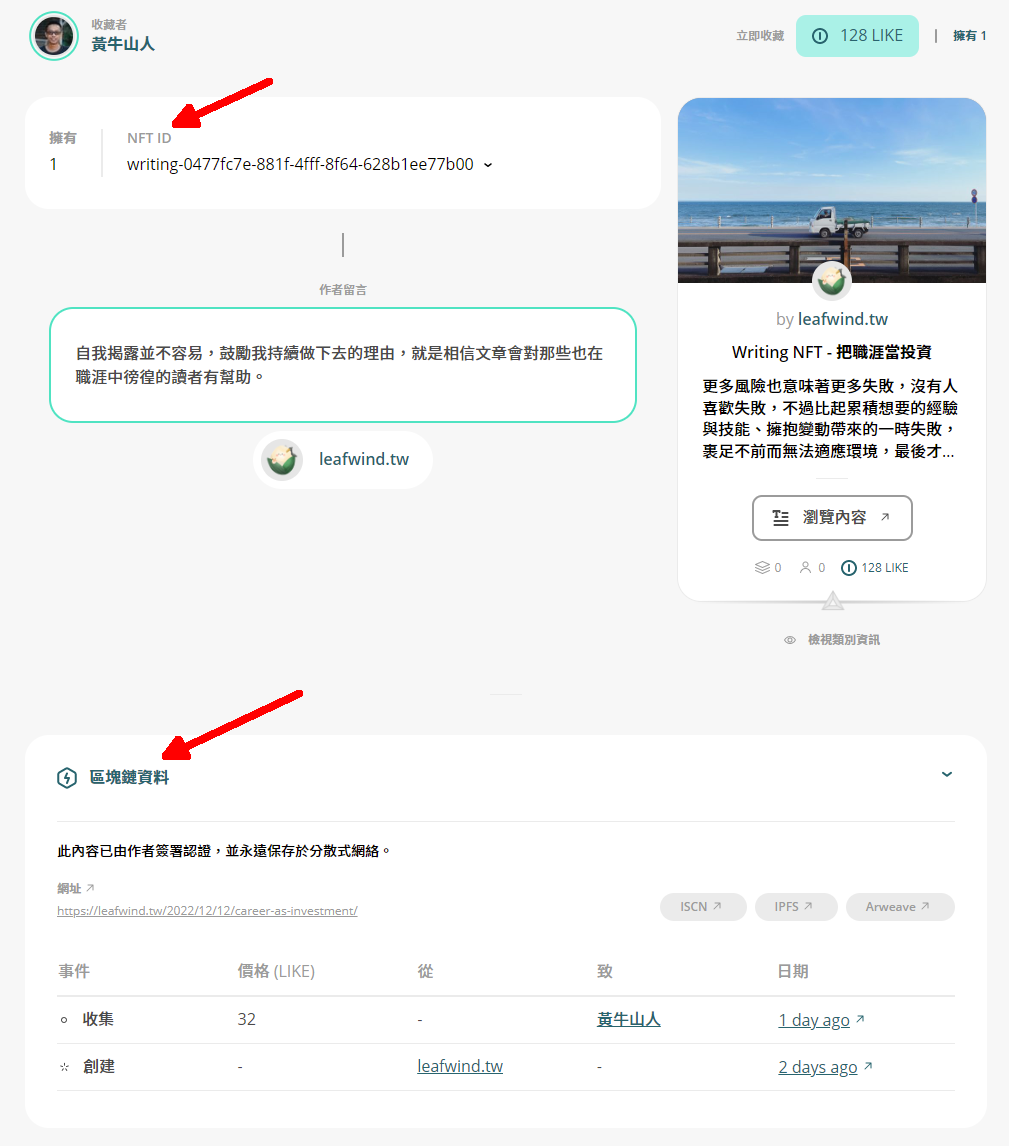 收藏者
黃牛山人
立即收藏
128 LIKE
| 擁有 1
擁有
1
NFT ID
writing-0477fc7e-881f-4fff-8f64-628b1ee77b00
作者留言
自我揭露並不容易，鼓勵我持續做下去的理由，就是相信文章會對那些也在
職涯中徬徨的讀者有幫助。
leafwind.tw
by leafwind.tw
Writing NFT - 把職涯當投資
更多風險也意味著更多失敗，沒有人
喜歡失敗，不過比起累積想要的經驗
與技能、擁抱變動帶來的一時失敗，
裹足不前而無法適應環境，最後才...
瀏覽內容
0 0 128 LIKE
檢視類別資訊
區塊鏈資料
此內容已由作者簽署認證，並永遠保存於分散式網絡。
網址
https://leafwind.tw/2022/12/12/career-as-investment/
ISCN IPFS Arweave
事件 價格 (LIKE) 從 致 日期
收集 32 - 黃牛山人 1 day ago
創建 - leafwind.tw - 2 days ago